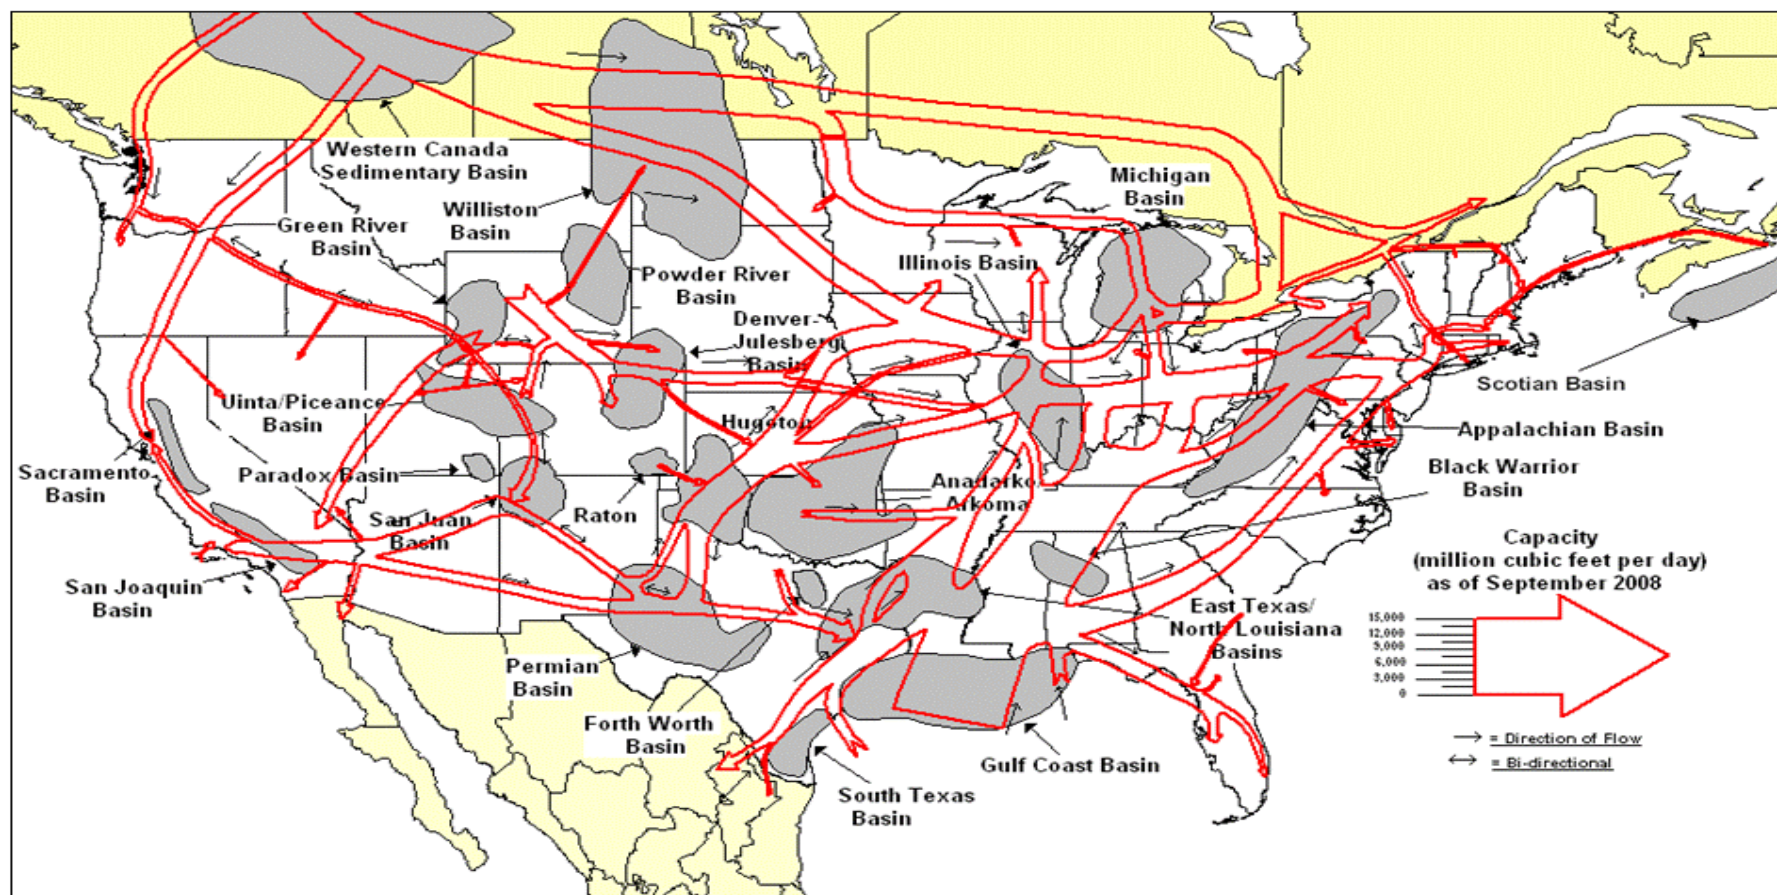 Western Canada
Sedimentary Basin
Michigan
Basin
Williston
Basin
Green River
Basin
Illinois Basin
Powder River
Basin
Denver-
Julesberg
Basin
Scotian Basin
Uinta/Piceance
Basin
Hugoton
Appalachian Basin
Sacramento
Basin
Paradox Basin
Black Warrior
Basin
Anadarko
Arkoma
San Juan
Basin
Raton
Capacity
(million cubic feet per day)
as of September 2008
San Joaquin
Basin
East Texas/
North Louisiana
Basins
15,000
12,000
9,000
6,000
3,000
0
Permian
Basin
Forth Worth
Basin
= Direction of Flow
= Bi-directional
Gulf Coast Basin
South Texas
Basin